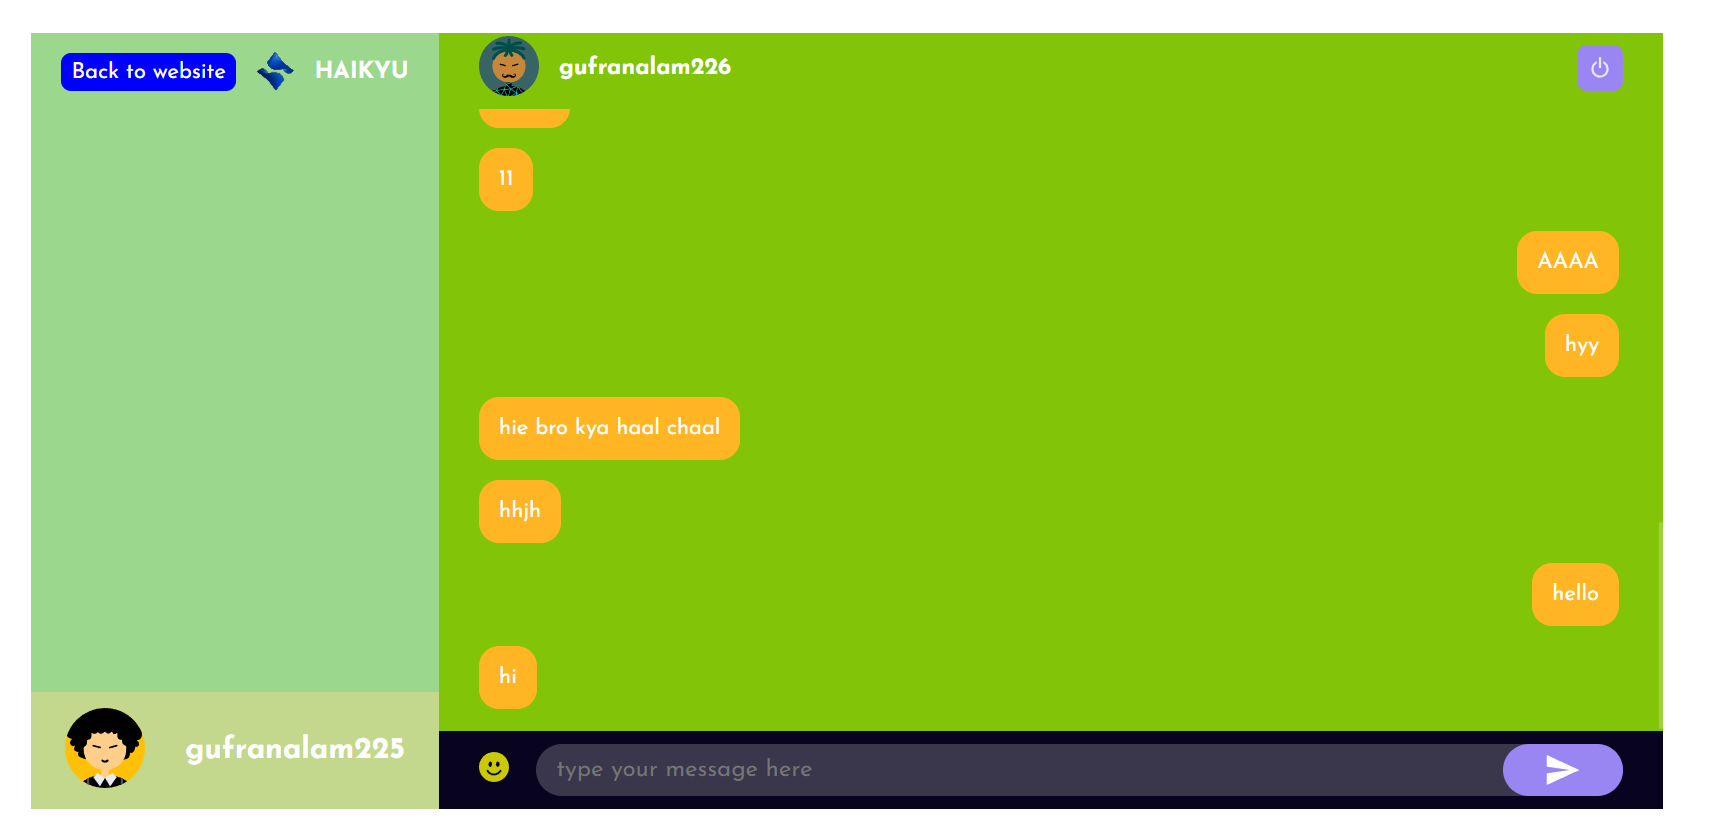 Back to website
HAIKYU
gufranalam226
11
AAAA
hyy
hie bro kya haal chaal
hhjh
hello
hi
gufranalam225
type your message here